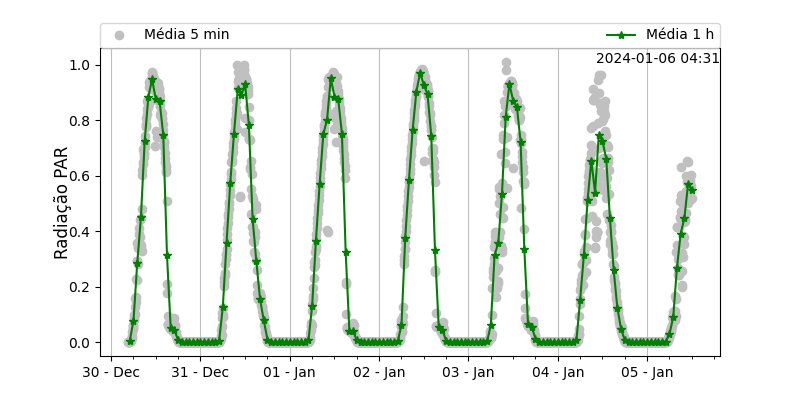 Média 5 min
Média 1 h
2024-01-06 04:31
Radiação PAR
1.0
0.8
0.6
0.4
0.2
0.0
30 - Dec
31 - Dec
01 - Jan
02 - Jan
03 - Jan
04 - Jan
05 - Jan